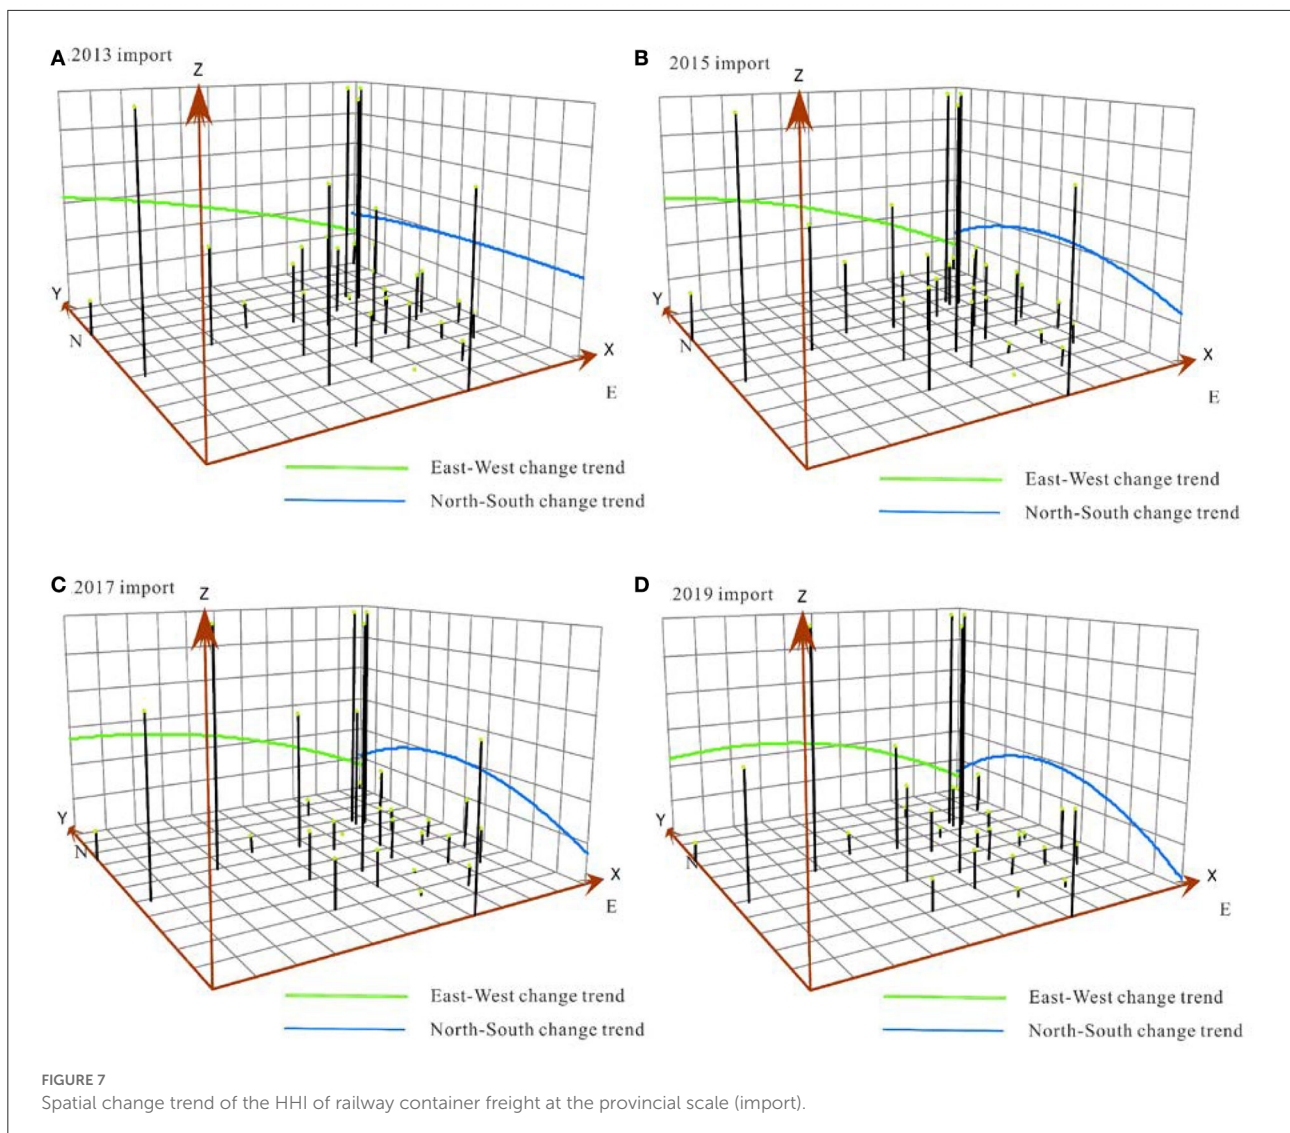 A 2013 import
Z
Y
N
X
E
East-West change trend
North-South change trend
B 2015 import
Z
Y
N
X
E
East-West change trend
North-South change trend
C 2017 import
Z
Y
N
X
E
East-West change trend
North-South change trend
D 2019 import
Z
Y
N
X
E
East-West change trend
North-South change trend
FIGURE 7
Spatial change trend of the HHI of railway container freight at the provincial scale (import).